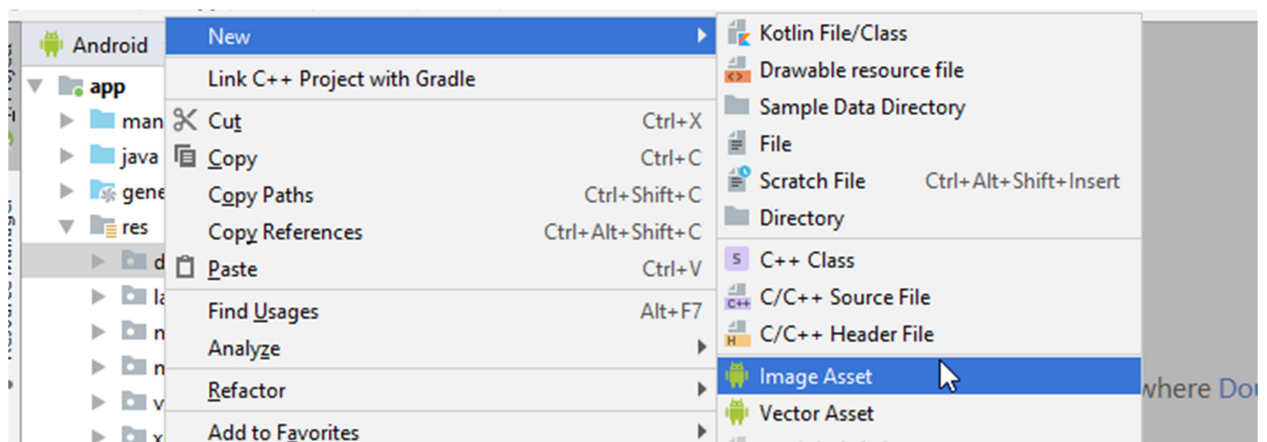 Android
app
man
java
gene
res
d
la
n
n
v
x
New
Link C++ Project with Gradle
Cut Ctrl+X
Copy Ctrl+C
Copy Paths Ctrl+Shift+C
Copy References Ctrl+Alt+Shift+C
Paste Ctrl+V
Find Usages Alt+F7
Analyze
Refactor
Add to Favorites
Kotlin File/Class
Drawable resource file
Sample Data Directory
File
Scratch File Ctrl+Alt+Shift+Insert
Directory
S C++ Class
C++ C/C++ Source File
H C/C++ Header File
Image Asset
Vector Asset
where Do